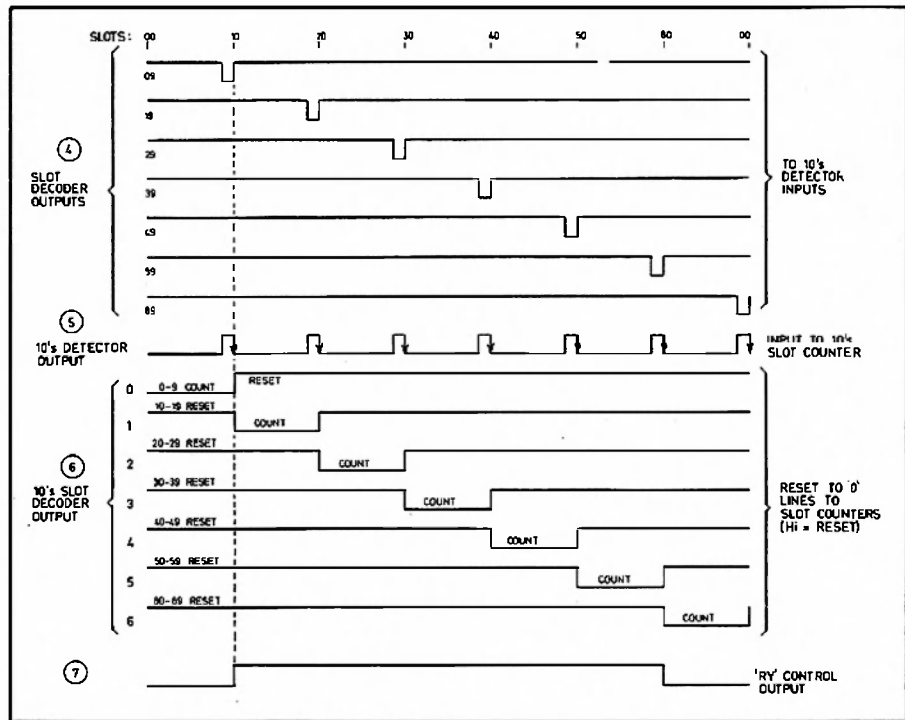 SLOTS: 00 10 20 30 40 50 60 00
09
19
29
39
49
59
69
4
SLOT
DECODER
OUTPUTS
TO 10's
DETECTOR
INPUTS
5
10's DETECTOR
OUTPUT
INPUT TO 10's
SLOT COUNTER
0 0-9 COUNT RESET
10-19 RESET
1 COUNT
20-29 RESET
2 COUNT
30-39 RESET
3 COUNT
40-49 RESET
4 COUNT
50-59 RESET
5 COUNT
60-69 RESET
6 COUNT
6
10's SLOT
DECODER
OUTPUT
RESET TO '0'
LINES TO
SLOT COUNTERS
(Hi = RESET)
7
'RY' CONTROL
OUTPUT